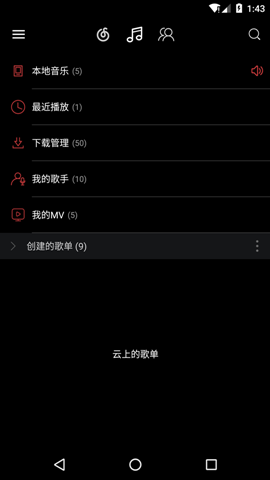 1:43
本地音乐 (5)
最近播放 (1)
下载管理 (50)
我的歌手 (10)
我的MV (5)
创建的歌单 (9)
云上的歌单